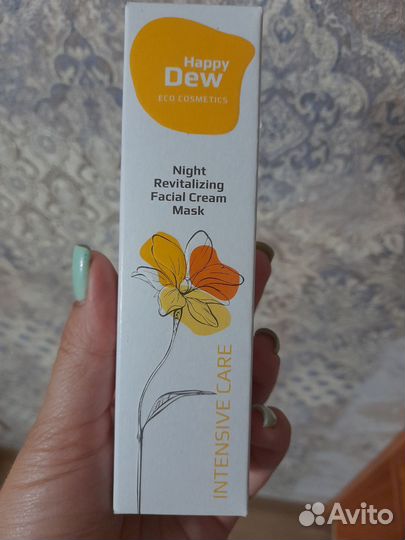 Happy
Dew
ECO COSMETICS
Night
Revitalizing
Facial Cream
Mask
INTENSIVE CARE
Avito